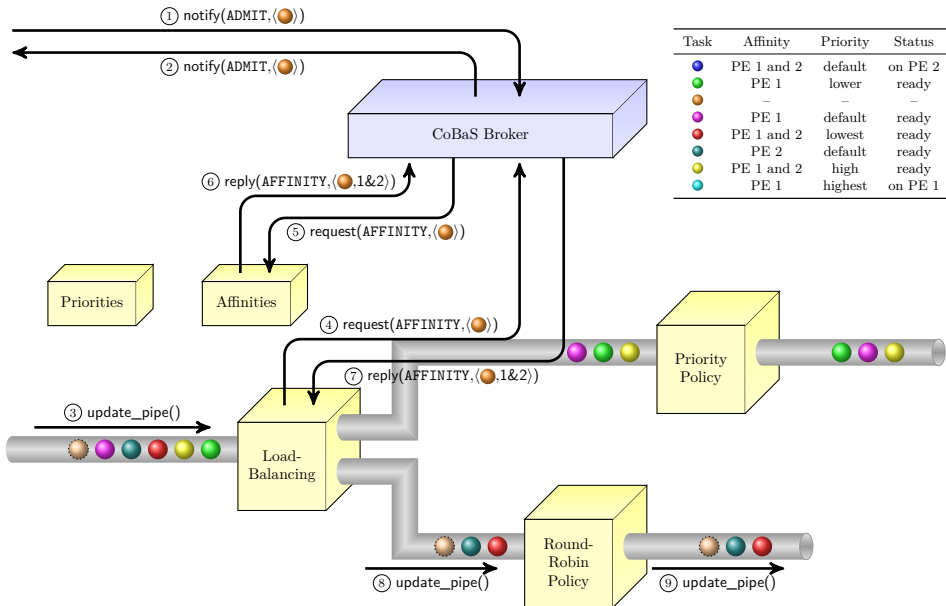 ① notify(ADMIT,⟨⟩)
② notify(ADMIT,⟨⟩)
Task Affinity Priority Status
PE 1 and 2 default on PE 2
PE 1 lower ready
– – –
PE 1 default ready
PE 1 and 2 lowest ready
PE 2 default ready
PE 1 and 2 high ready
PE 1 highest on PE 1
CoBaS Broker
⑥ reply(AFFINITY,⟨,1&2⟩)
⑤ request(AFFINITY,⟨⟩)
Priorities
Affinities
④ request(AFFINITY,⟨⟩)
Priority
Policy
⑦ reply(AFFINITY,⟨,1&2⟩)
③ update_pipe()
Load-
Balancing
Round-
Robin
Policy
⑧ update_pipe()
⑨ update_pipe()